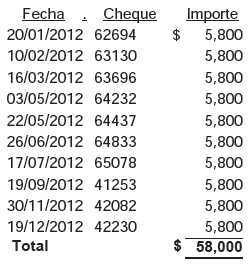 Fecha . Cheque Importe
20/01/2012 62694 $ 5,800
10/02/2012 63130 5,800
16/03/2012 63696 5,800
03/05/2012 64232 5,800
22/05/2012 64437 5,800
26/06/2012 64833 5,800
17/07/2012 65078 5,800
19/09/2012 41253 5,800
30/11/2012 42082 5,800
19/12/2012 42230 5,800
Total $ 58,000